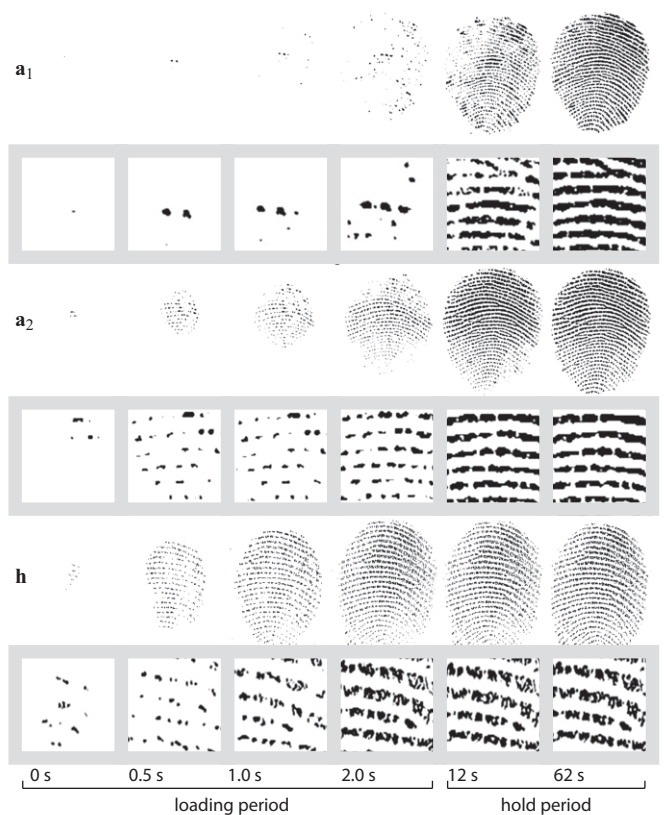 a1
a2
h
0 s 0.5 s 1.0 s 2.0 s 12 s 62 s
loading period hold period